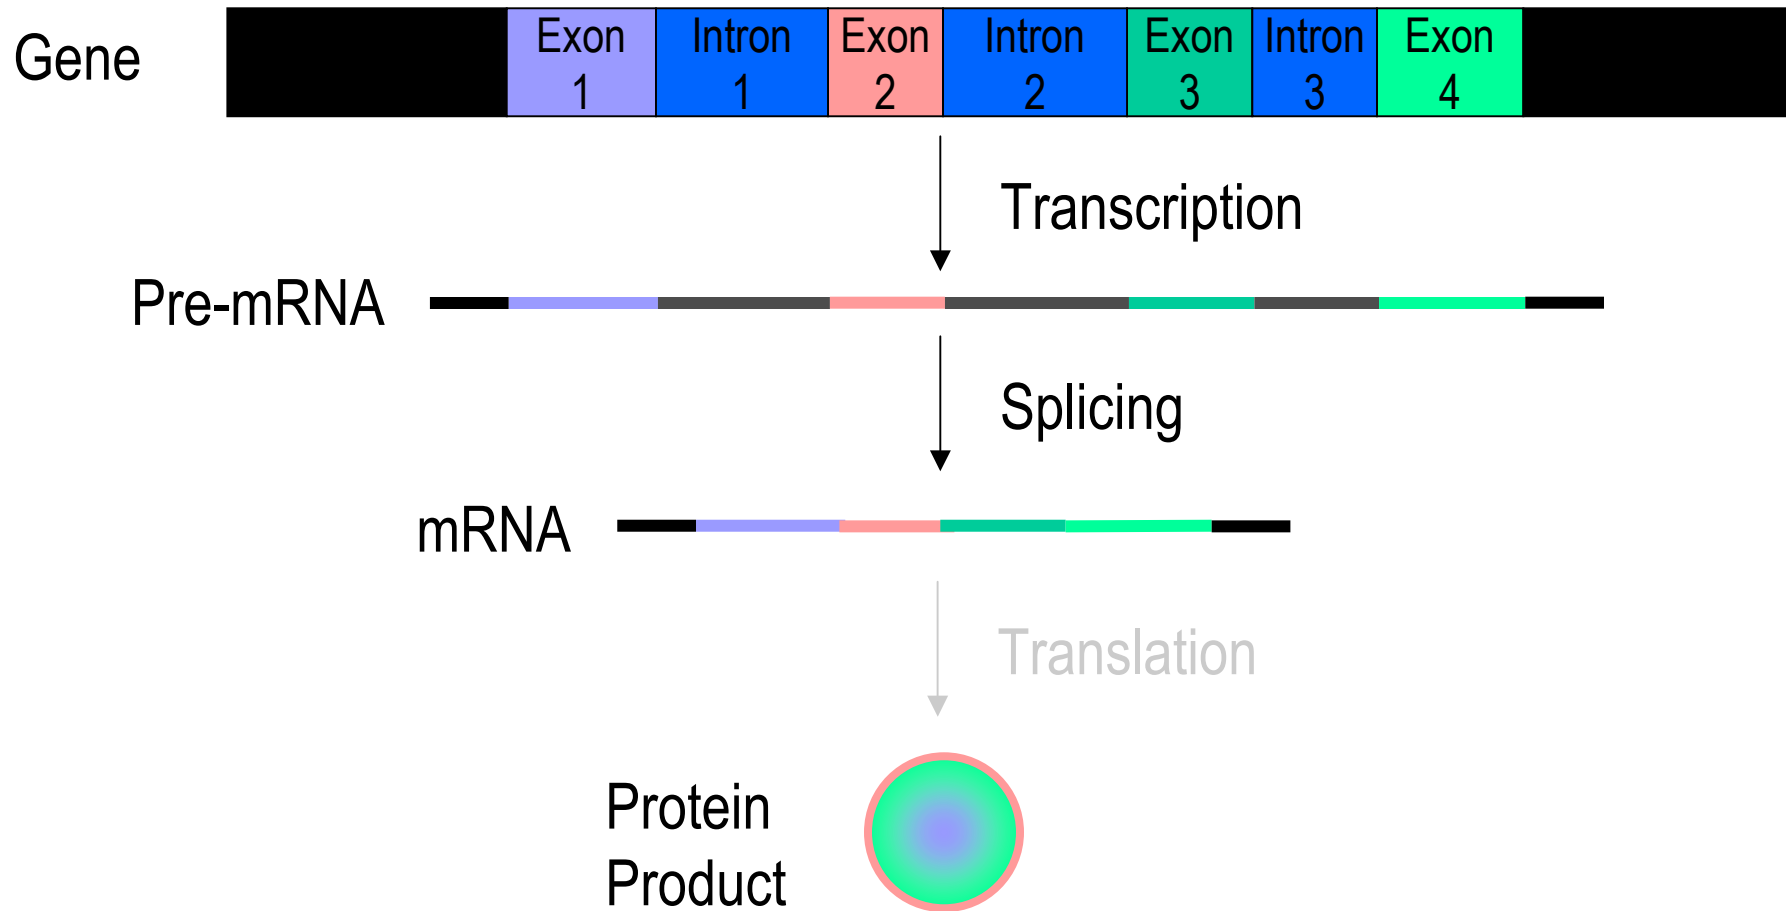 Gene
Exon
1
Intron
1
Exon
2
Intron
2
Exon
3
Intron
3
Exon
4
Transcription
Pre-mRNA
Splicing
mRNA
Translation
Protein
Product